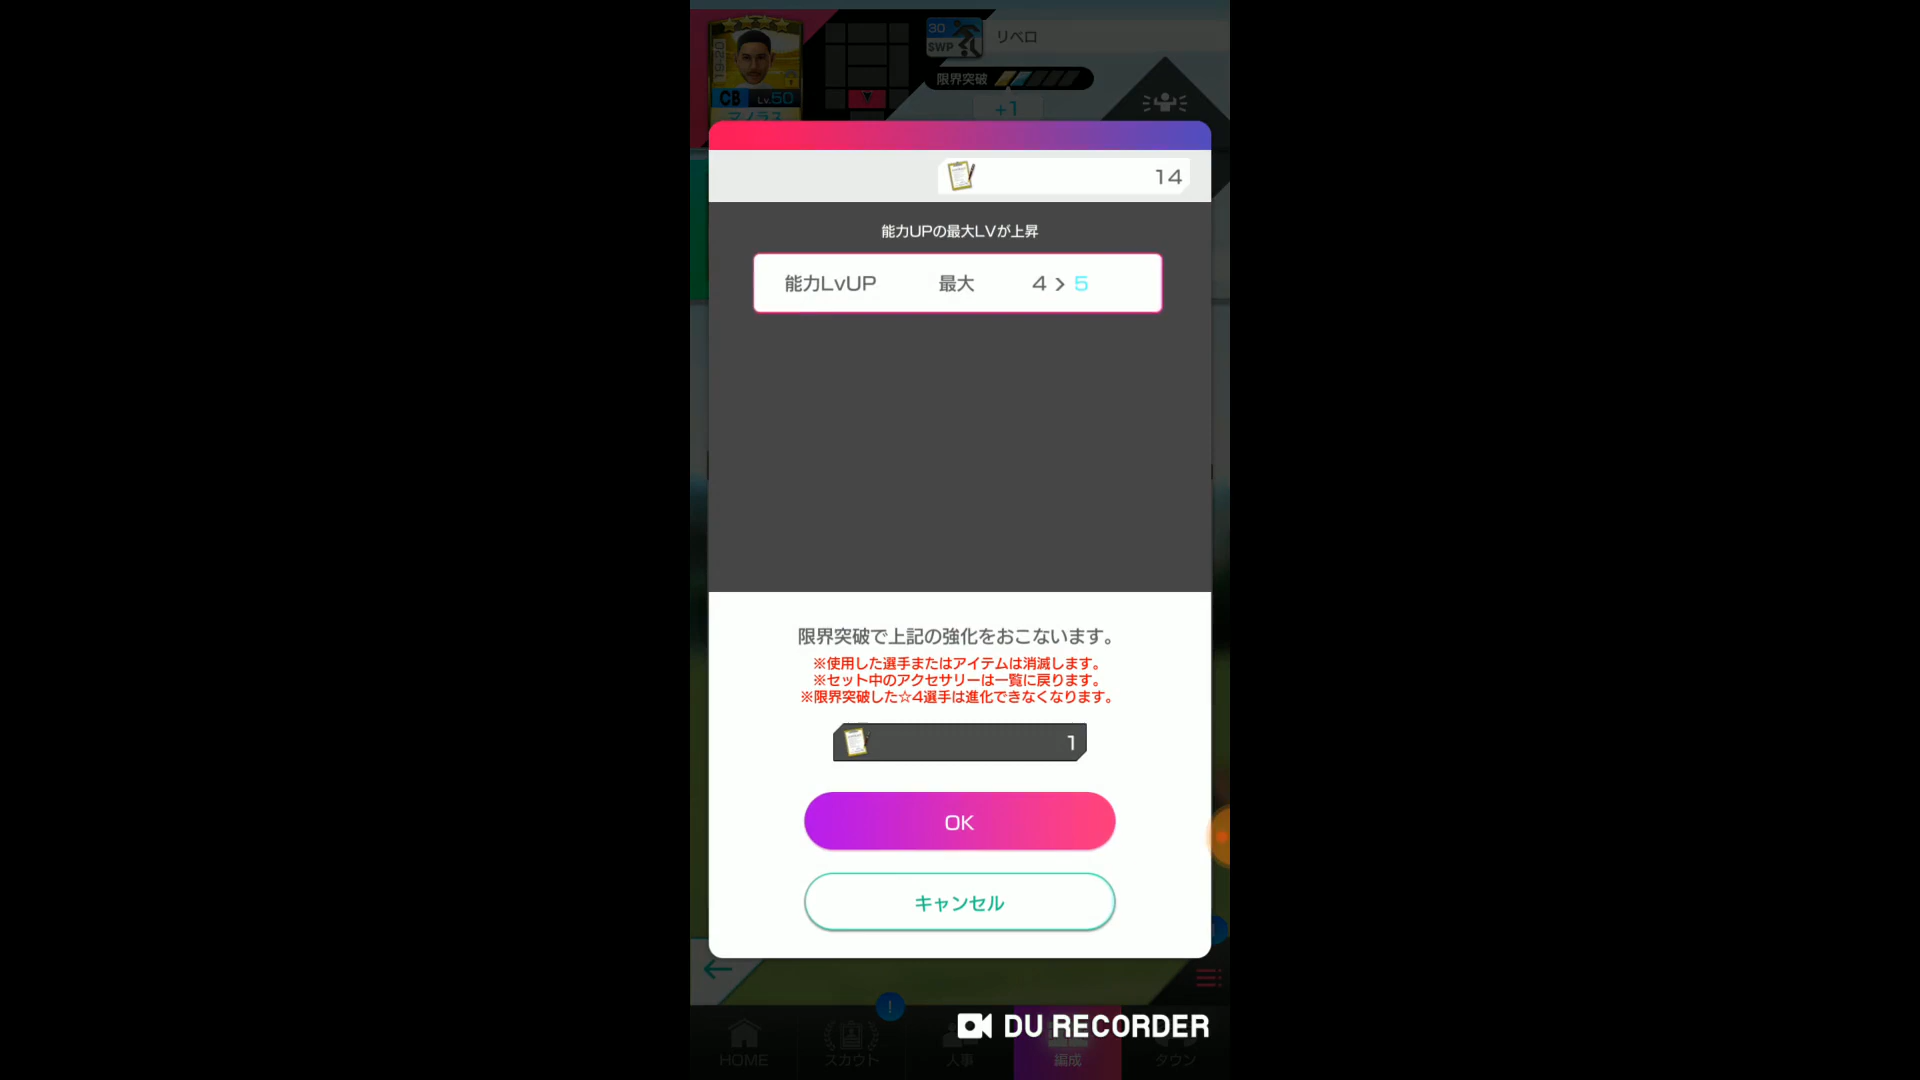 30
SWP
リベロ
19-20
限界突破
CB Lv.50
マノラス
+1
14
能力UPの最大LVが上昇
能力LvUP 最大 4 > 5
限界突破で上記の強化をおこないます。
※使用した選手またはアイテムは消滅します。
※セット中のアクセサリーは一覧に戻ります。
※限界突破した☆4選手は進化できなくなります。
1
OK
キャンセル
!
DU RECORDER
HOME スカウト 人事 編成 タウン